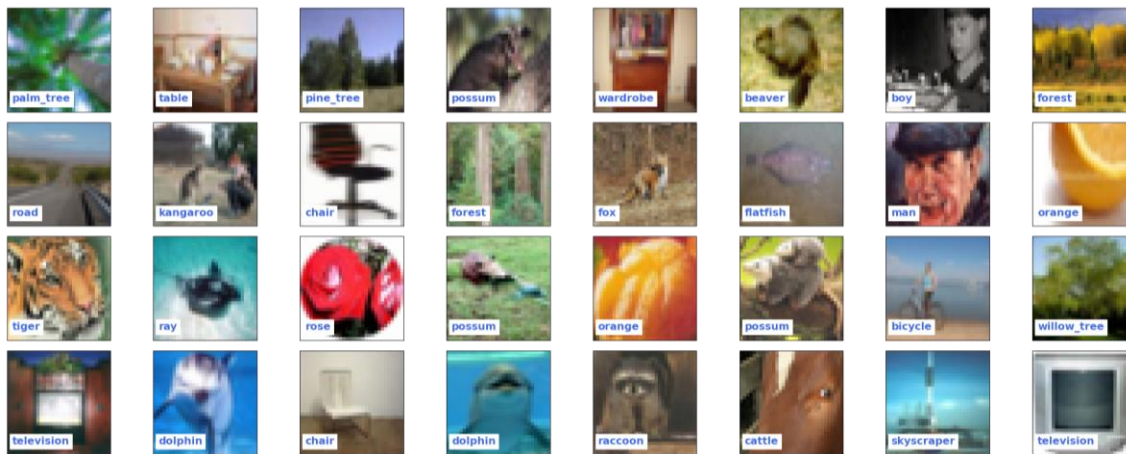 palm_tree
table
pine_tree
possum
wardrobe
beaver
boy
forest
road
kangaroo
chair
forest
fox
flatfish
man
orange
tiger
ray
rose
possum
orange
possum
bicycle
willow_tree
television
dolphin
chair
dolphin
raccoon
cattle
skyscraper
television